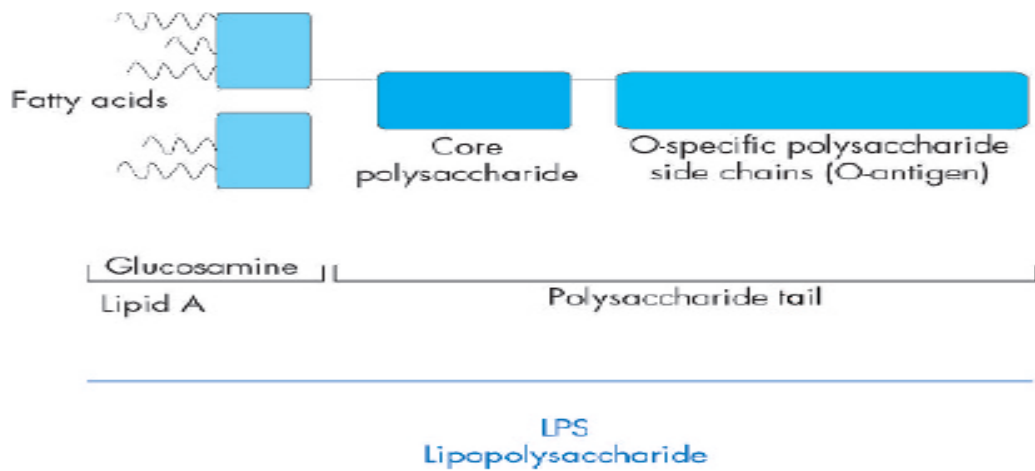 Fatty acids
Core
polysaccharide
O-specific polysaccharide
side chains (O-antigen)
Glucosamine
Lipid A
Polysaccharide tail
LPS
Lipopolysaccharide